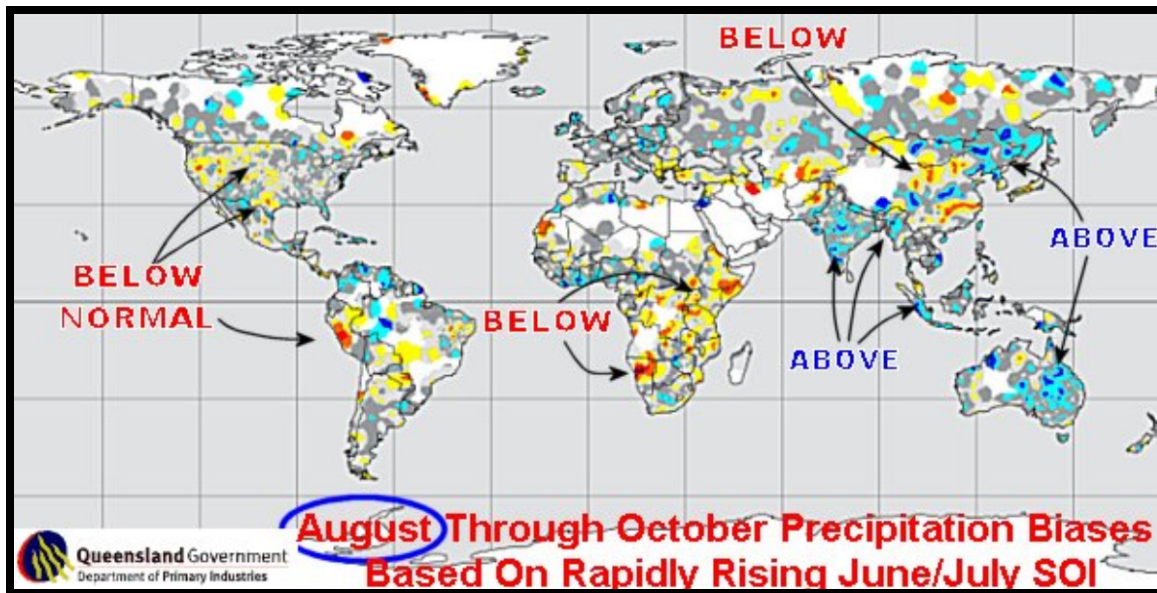 BELOW
BELOW
NORMAL
BELOW
ABOVE
ABOVE
August Through October Precipitation Biases
Based On Rapidly Rising June/July SOI
Queensland Government
Department of Primary Industries